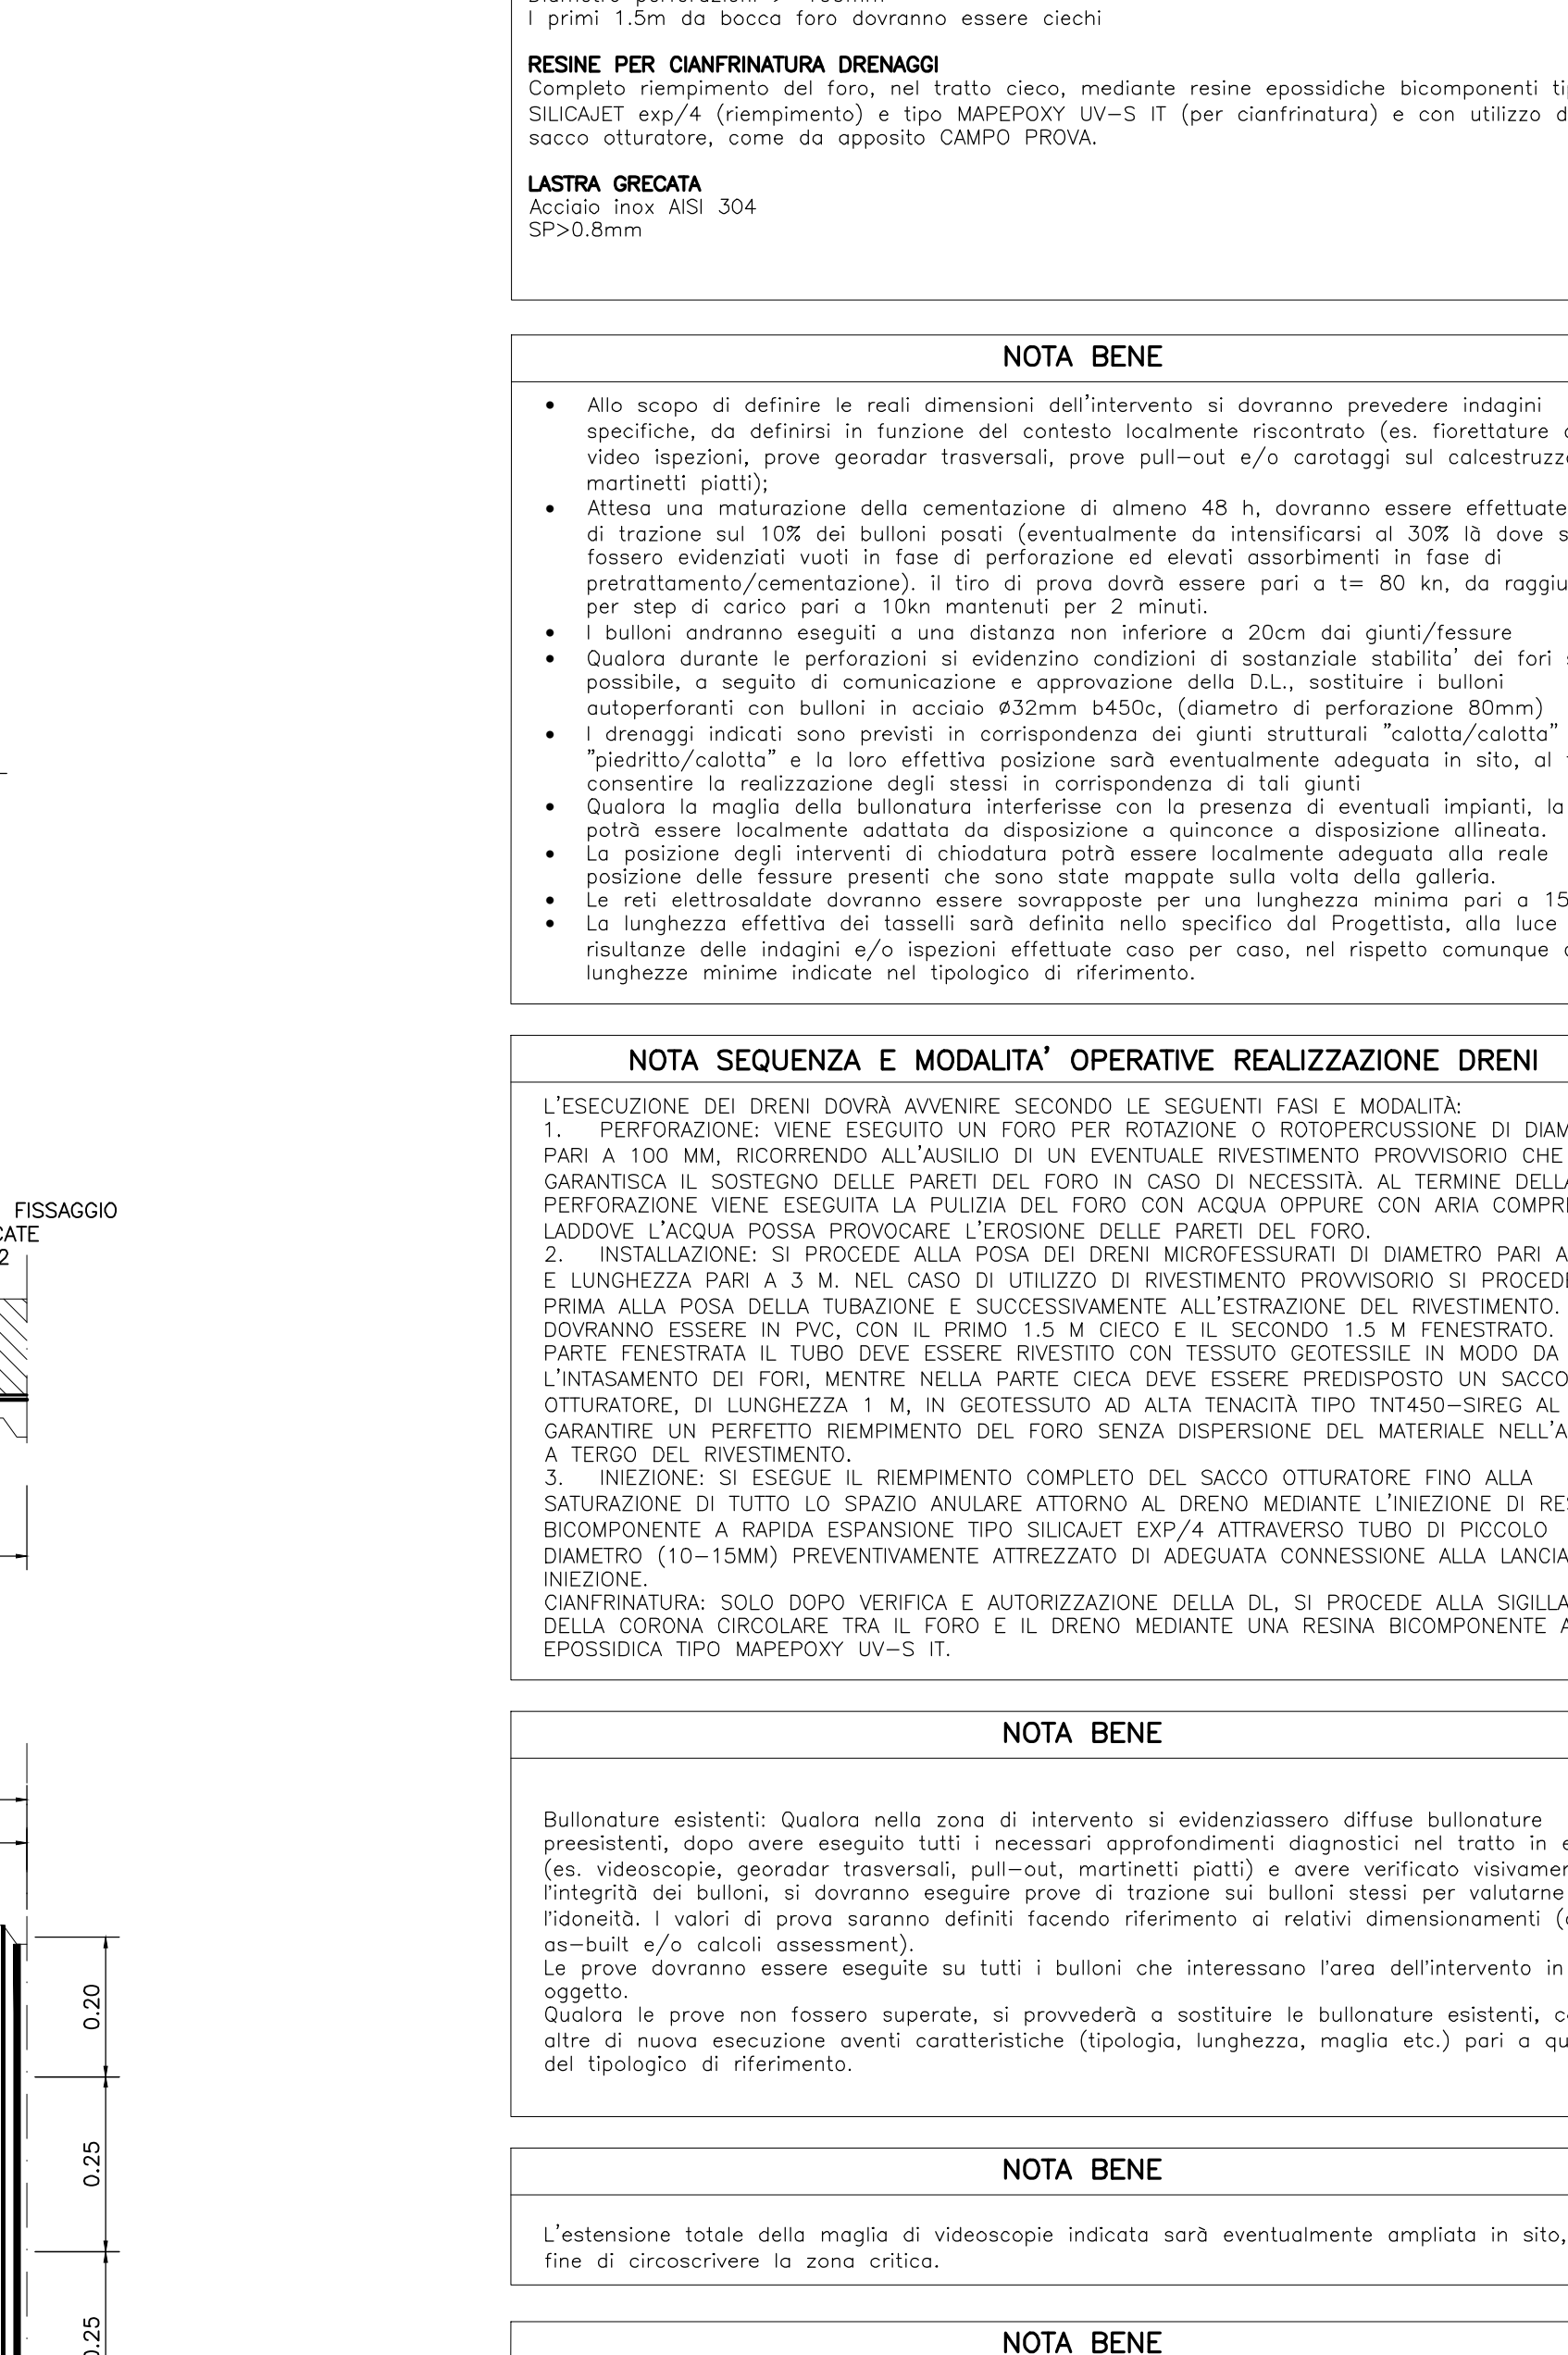 I primi 1.5m da bocca foro dovranno essere ciechi
RESINE PER CIANFRINATURA DRENAGGI
Completo riempimento del foro, nel tratto cieco, mediante resine epossidiche bicomponenti
SILICAJET exp/4 (riempimento) e tipo MAPEPOXY UV-S IT (per cianfrinatura) e con utilizzo
sacco otturatore, come da apposito CAMPO PROVA.
LASTRA GRECATA
Acciaio inox AISI 304
SP>0.8mm
NOTA BENE
• Allo scopo di definire le reali dimensioni dell'intervento si dovranno prevedere indagini
specifiche, da definirsi in funzione del contesto localmente riscontrato (es. fiorettature
video ispezioni, prove georadar trasversali, prove pull-out e/o carotaggi sul calcestruzzo
martinetti piatti);
• Attesa una maturazione della cementazione di almeno 48 h, dovranno essere effettuate
di trazione sul 10% dei bulloni posati (eventualmente da intensificarsi al 30% là dove
fossero evidenziati vuoti in fase di perforazione ed elevati assorbimenti in fase di
pretrattamento/cementazione). il tiro di prova dovrà essere pari a t= 80 kn, da
per step di carico pari a 10kn mantenuti per 2 minuti.
• I bulloni andranno eseguiti a una distanza non inferiore a 20cm dai giunti/fessure
• Qualora durante le perforazioni si evidenzino condizioni di sostanziale stabilita' dei fori
possibile, a seguito di comunicazione e approvazione della D.L., sostituire i bulloni
autoperforanti con bulloni in acciaio ø32mm b450c, (diametro di perforazione 80mm)
• I drenaggi indicati sono previsti in corrispondenza dei giunti strutturali "calotta/calotta"
"piedritto/calotta" e la loro effettiva posizione sarà eventualmente adeguata in sito, al
consentire la realizzazione degli stessi in corrispondenza di tali giunti
• Qualora la maglia della bullonatura interferisse con la presenza di eventuali impianti, la
potrà essere localmente adattata da disposizione a quinconce a disposizione allineata.
• La posizione degli interventi di chiodatura potrà essere localmente adeguata alla reale
posizione delle fessure presenti che sono state mappate sulla volta della galleria.
• Le reti elettrosaldate dovranno essere sovrapposte per una lunghezza minima pari a 15
• La lunghezza effettiva dei tasselli sarà definita nello specifico dal Progettista, alla luce
risultanze delle indagini e/o ispezioni effettuate caso per caso, nel rispetto comunque
lunghezze minime indicate nel tipologico di riferimento.
NOTA SEQUENZA E MODALITA' OPERATIVE REALIZZAZIONE DRENI
L'ESECUZIONE DEI DRENI DOVRÀ AVVENIRE SECONDO LE SEGUENTI FASI E MODALITÀ:
1. PERFORAZIONE: VIENE ESEGUITO UN FORO PER ROTAZIONE O ROTOPERCUSSIONE DI
PARI A 100 MM, RICORRENDO ALL'AUSILIO DI UN EVENTUALE RIVESTIMENTO PROVVISORIO CHE
GARANTISCA IL SOSTEGNO DELLE PARETI DEL FORO IN CASO DI NECESSITÀ. AL TERMINE DELLA
PERFORAZIONE VIENE ESEGUITA LA PULIZIA DEL FORO CON ACQUA OPPURE CON ARIA
LADDOVE L'ACQUA POSSA PROVOCARE L'EROSIONE DELLE PARETI DEL FORO.
2. INSTALLAZIONE: SI PROCEDE ALLA POSA DEI DRENI MICROFESSURATI DI DIAMETRO PARI A
E LUNGHEZZA PARI A 3 M. NEL CASO DI UTILIZZO DI RIVESTIMENTO PROVVISORIO SI PROCEDE
PRIMA ALLA POSA DELLA TUBAZIONE E SUCCESSIVAMENTE ALL'ESTRAZIONE DEL RIVESTIMENTO.
DOVRANNO ESSERE IN PVC, CON IL PRIMO 1.5 M CIECO E IL SECONDO 1.5 M FENESTRATO.
PARTE FENESTRATA IL TUBO DEVE ESSERE RIVESTITO CON TESSUTO GEOTESSILE IN MODO DA
L'INTASAMENTO DEI FORI, MENTRE NELLA PARTE CIECA DEVE ESSERE PREDISPOSTO UN SACCO
OTTURATORE, DI LUNGHEZZA 1 M, IN GEOTESSUTO AD ALTA TENACITÀ TIPO TNT450-SIREG AL
GARANTIRE UN PERFETTO RIEMPIMENTO DEL FORO SENZA DISPERSIONE DEL MATERIALE
A TERGO DEL RIVESTIMENTO.
3. INIEZIONE: SI ESEGUE IL RIEMPIMENTO COMPLETO DEL SACCO OTTURATORE FINO ALLA
SATURAZIONE DI TUTTO LO SPAZIO ANULARE ATTORNO AL DRENO MEDIANTE L'INIEZIONE DI
BICOMPONENTE A RAPIDA ESPANSIONE TIPO SILICAJET EXP/4 ATTRAVERSO TUBO DI PICCOLO
DIAMETRO (10-15MM) PREVENTIVAMENTE ATTREZZATO DI ADEGUATA CONNESSIONE ALLA LANCIA
INIEZIONE.
CIANFRINATURA: SOLO DOPO VERIFICA E AUTORIZZAZIONE DELLA DL, SI PROCEDE ALLA
DELLA CORONA CIRCOLARE TRA IL FORO E IL DRENO MEDIANTE UNA RESINA BICOMPONENTE
EPOSSIDICA TIPO MAPEPOXY UV-S IT.
NOTA BENE
Bullonature esistenti: Qualora nella zona di intervento si evidenziassero diffuse bullonature
preesistenti, dopo avere eseguito tutti i necessari approfondimenti diagnostici nel tratto in
(es. videoscopie, georadar trasversali, pull-out, martinetti piatti) e avere verificato
l'integrità dei bulloni, si dovranno eseguire prove di trazione sui bulloni stessi per valutarne
l'idoneità. I valori di prova saranno definiti facendo riferimento ai relativi dimensionamenti
as-built e/o calcoli assessment).
Le prove dovranno essere eseguite su tutti i bulloni che interessano l'area dell'intervento in
oggetto.
Qualora le prove non fossero superate, si provvederà a sostituire le bullonature esistenti,
altre di nuova esecuzione aventi caratteristiche (tipologia, lunghezza, maglia etc.) pari a
del tipologico di riferimento.
NOTA BENE
L'estensione totale della maglia di videoscopie indicata sarà eventualmente ampliata in sito,
fine di circoscrivere la zona critica.
NOTA BENE
FISSAGGIO
0.20
0.25
0.25